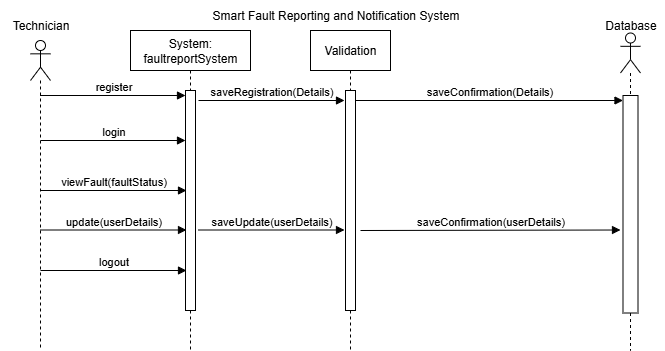 Smart Fault Reporting and Notification System
Technician
System:
faultreportSystem
Validation
Database
register
saveRegistration(Details)
saveConfirmation(Details)
login
viewFault(faultStatus)
update(userDetails)
saveUpdate(userDetails)
saveConfirmation(userDetails)
logout